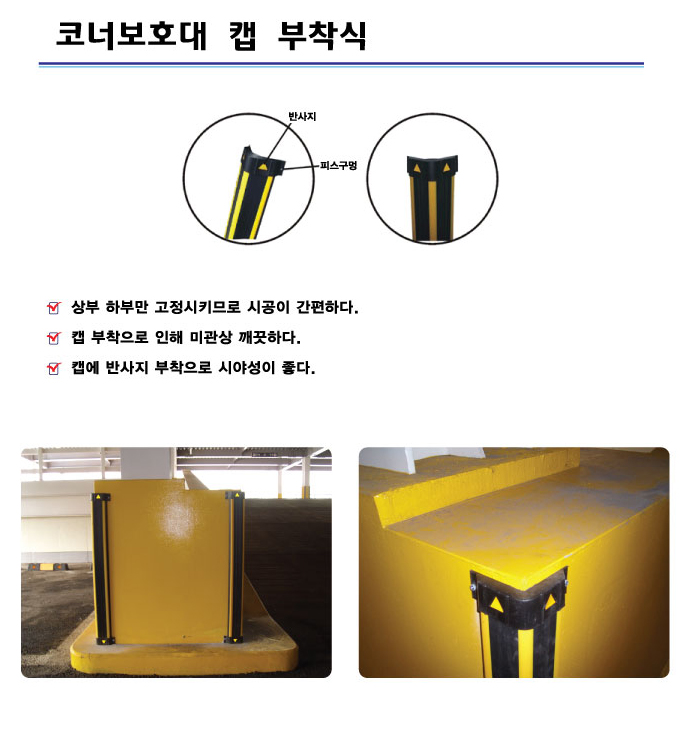 코너보호대 캡 부착식
반사지
피스구멍
상부 하부만 고정시키므로 시공이 간편하다.
캡 부착으로 인해 미관상 깨끗하다.
캡에 반사지 부착으로 시야성이 좋다.